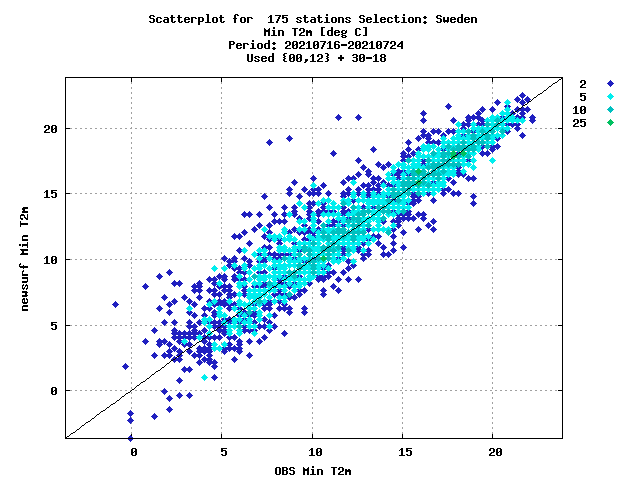 Scatterplot for  175 stations Selection: Sweden
Min T2m [deg C]
Period: 20210716-20210724
Used {00,12} + 30-18
2
5
10
25
newsurf Min T2m
20
15
10
5
0
0 5 10 15 20
OBS Min T2m